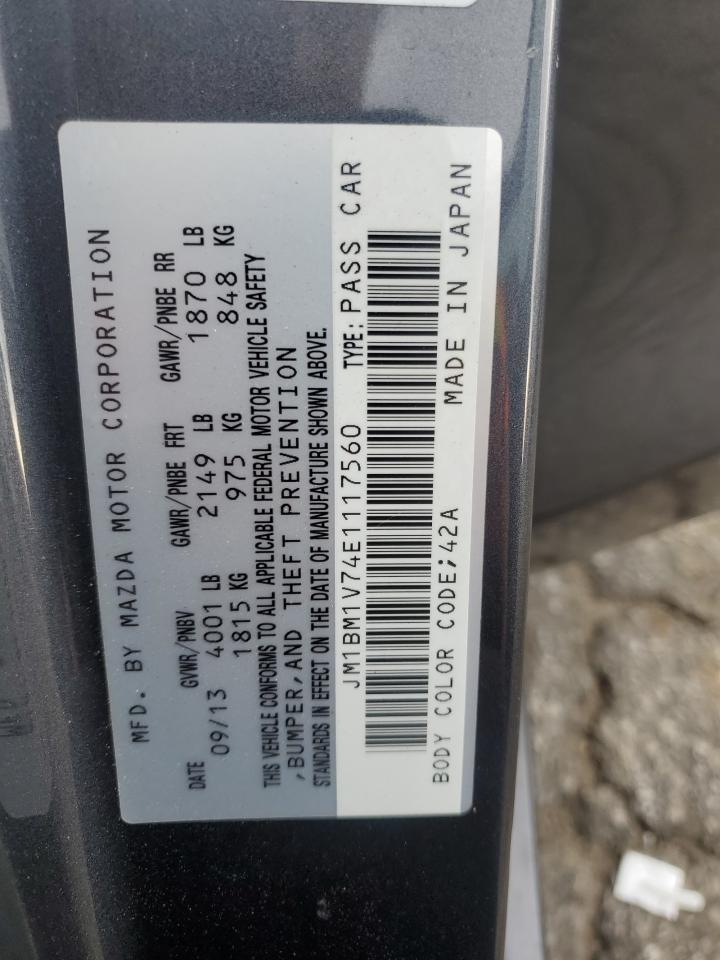 MFD. BY MAZDA MOTOR CORPORATION
DATE GVWR/PNBV GAWR/PNBE FRT GAWR/PNBE RR
09/13 4001 LB 2149 LB 1870 LB
1815 KG 975 KG 848 KG
THIS VEHICLE CONFORMS TO ALL APPLICABLE FEDERAL MOTOR VEHICLE SAFETY
,BUMPER,AND THEFT PREVENTION
STANDARDS IN EFFECT ON THE DATE OF MANUFACTURE SHOWN ABOVE.
JM1BM1V74E1117560 TYPE: PASS CAR
BODY COLOR CODE;42A MADE IN JAPAN